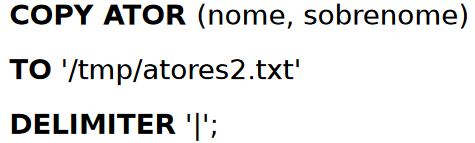 COPY ATOR (nome, sobrenome)
TO '/tmp/atores2.txt'
DELIMITER '|';